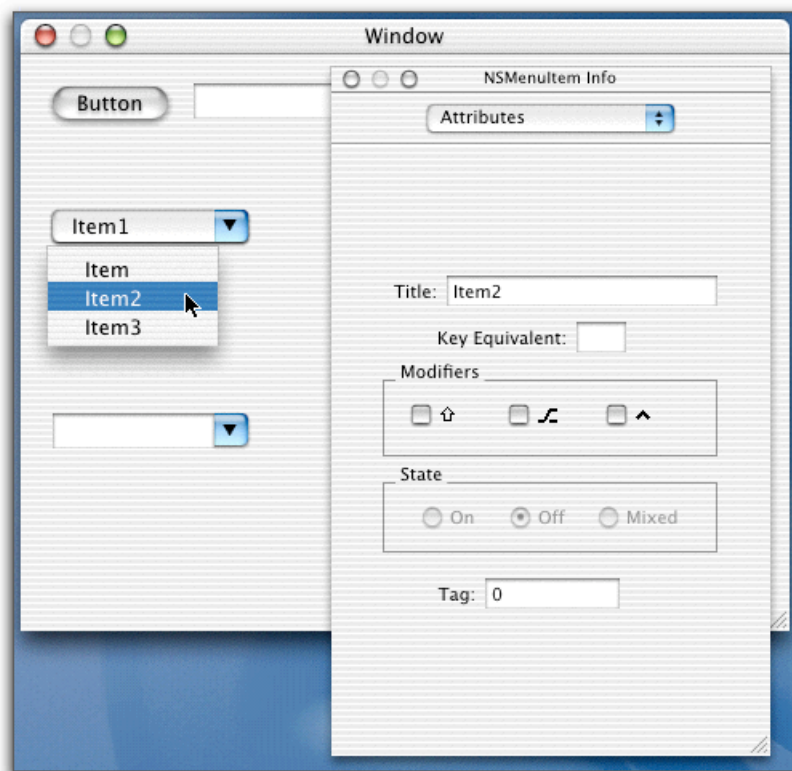 Window
Button
Item1
Item
Item2
Item3
NSMenuItem Info
Attributes
Title: Item2
Key Equivalent:
Modifiers
State
On Off Mixed
Tag: 0